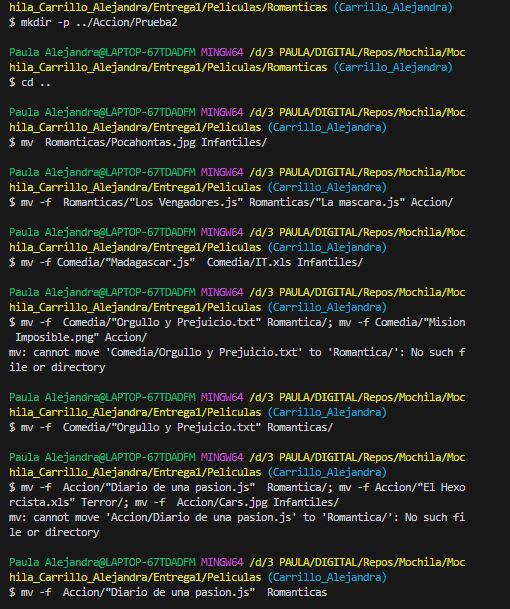 hila_Carrillo_Alejandra/Entrega1/Peliculas/Romanticas (Carrillo_Alejandra)
$ mkdir -p ../Accion/Prueba2
Paula Alejandra@LAPTOP-67TDADFM MINGW64 /d/3 PAULA/DIGITAL/Repos/Mochila/Moc
hila_Carrillo_Alejandra/Entrega1/Peliculas/Romanticas (Carrillo_Alejandra)
$ cd ..
Paula Alejandra@LAPTOP-67TDADFM MINGW64 /d/3 PAULA/DIGITAL/Repos/Mochila/Moc
hila_Carrillo_Alejandra/Entrega1/Peliculas (Carrillo_Alejandra)
$ mv  Romanticas/Pocahontas.jpg Infantiles/
Paula Alejandra@LAPTOP-67TDADFM MINGW64 /d/3 PAULA/DIGITAL/Repos/Mochila/Moc
hila_Carrillo_Alejandra/Entrega1/Peliculas (Carrillo_Alejandra)
$ mv -f  Romanticas/"Los Vengadores.js" Romanticas/"La mascara.js" Accion/
Paula Alejandra@LAPTOP-67TDADFM MINGW64 /d/3 PAULA/DIGITAL/Repos/Mochila/Moc
hila_Carrillo_Alejandra/Entrega1/Peliculas (Carrillo_Alejandra)
$ mv -f Comedia/"Madagascar.js"  Comedia/IT.xls Infantiles/
Paula Alejandra@LAPTOP-67TDADFM MINGW64 /d/3 PAULA/DIGITAL/Repos/Mochila/Moc
hila_Carrillo_Alejandra/Entrega1/Peliculas (Carrillo_Alejandra)
$ mv -f  Comedia/"Orgullo y Prejuicio.txt" Romantica/; mv -f Comedia/"Mision
 Imposible.png" Accion/
mv: cannot move 'Comedia/Orgullo y Prejuicio.txt' to 'Romantica/': No such f
ile or directory
Paula Alejandra@LAPTOP-67TDADFM MINGW64 /d/3 PAULA/DIGITAL/Repos/Mochila/Moc
hila_Carrillo_Alejandra/Entrega1/Peliculas (Carrillo_Alejandra)
$ mv -f  Comedia/"Orgullo y Prejuicio.txt" Romanticas/
Paula Alejandra@LAPTOP-67TDADFM MINGW64 /d/3 PAULA/DIGITAL/Repos/Mochila/Moc
hila_Carrillo_Alejandra/Entrega1/Peliculas (Carrillo_Alejandra)
$ mv -f  Accion/"Diario de una pasion.js"  Romantica/; mv -f Accion/"El Hexo
rcista.xls" Terror/; mv -f  Accion/Cars.jpg Infantiles/
mv: cannot move 'Accion/Diario de una pasion.js' to 'Romantica/': No such fi
le or directory
Paula Alejandra@LAPTOP-67TDADFM MINGW64 /d/3 PAULA/DIGITAL/Repos/Mochila/Moc
hila_Carrillo_Alejandra/Entrega1/Peliculas (Carrillo_Alejandra)
$ mv -f  Accion/"Diario de una pasion.js"  Romanticas